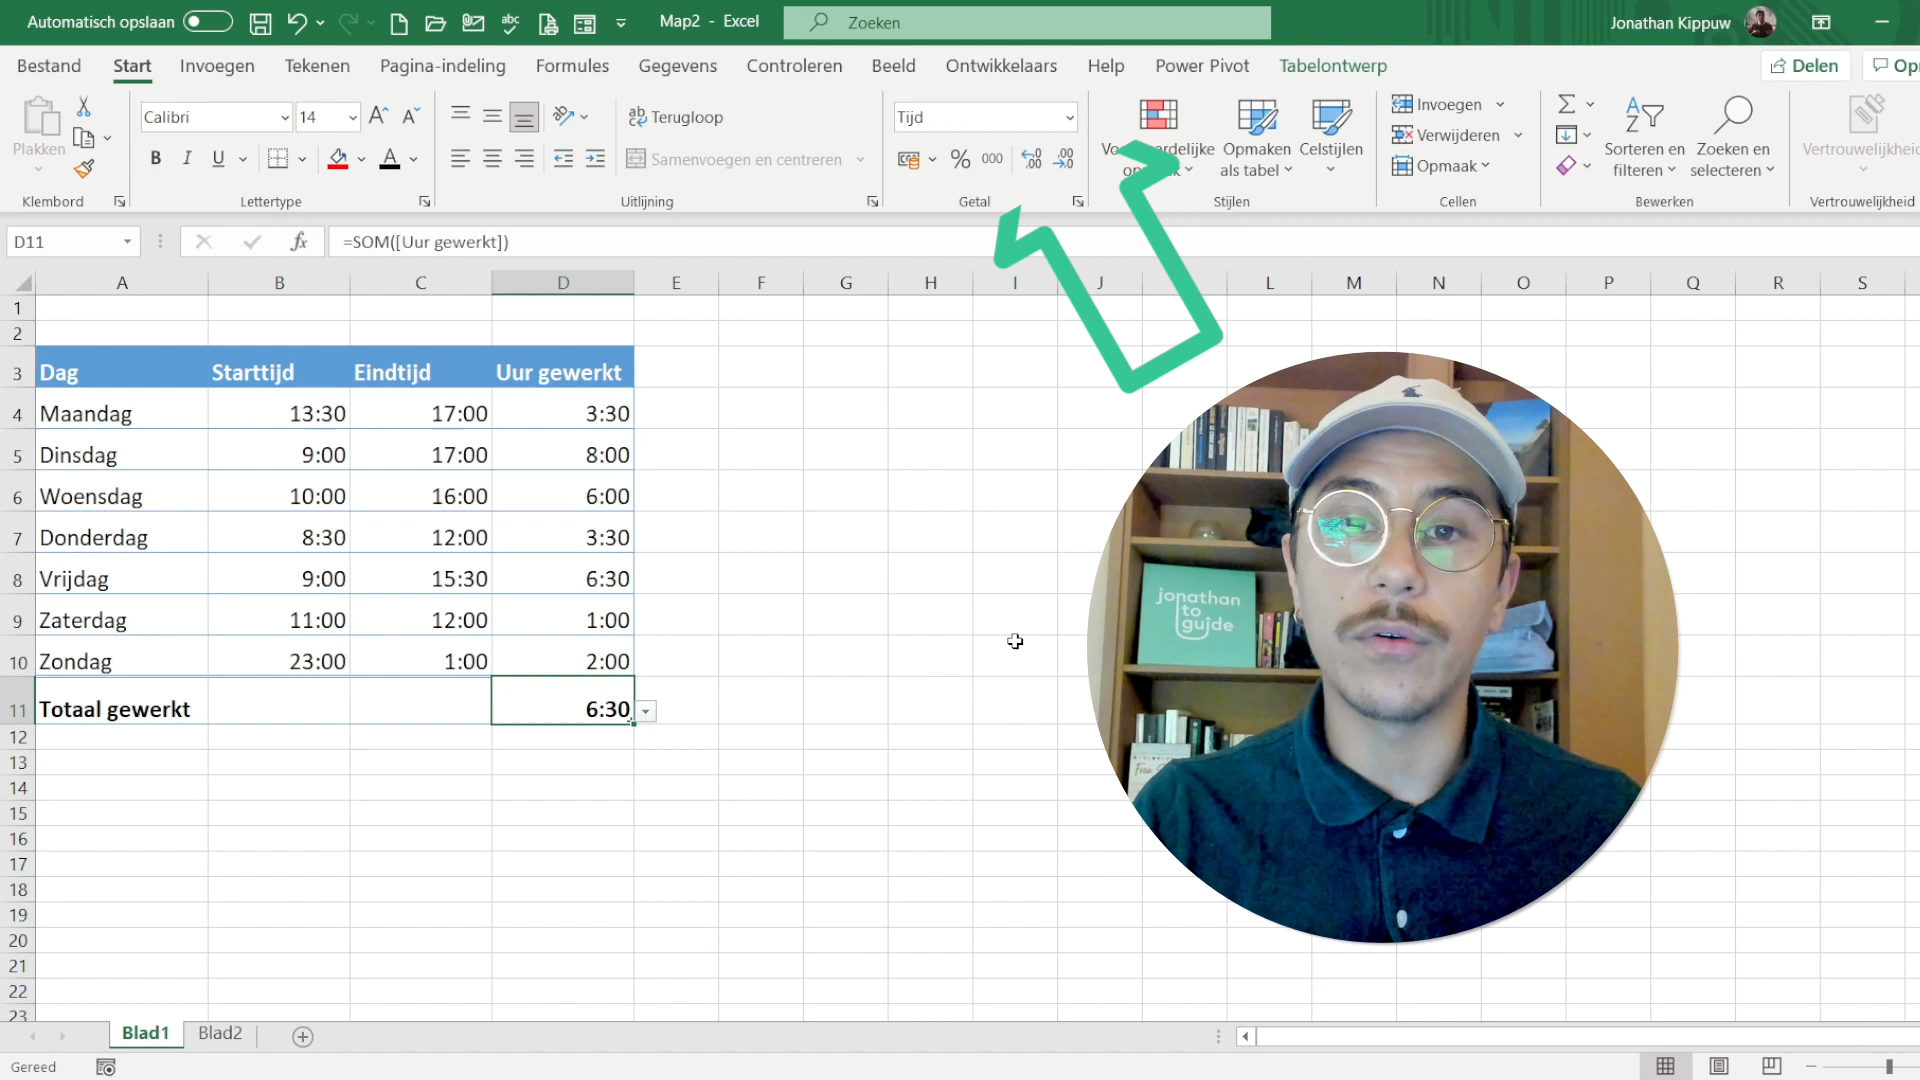 Automatisch opslaan
Map2 - Excel
Zoeken
Jonathan Kippuw
Bestand Start Invoegen Tekenen Pagina-indeling Formules Gegevens Controleren Beeld Ontwikkelaars Help Power Pivot Tabelontwerp
Delen
Plakken
Klembord
Calibri 14
B I U
Lettertype
Terugloop
Samenvoegen en centreren
Uitlijning
Tijd
% 000
Getal
Opmaken als tabel
Celstijlen
Stijlen
Invoegen
Verwijderen
Opmaak
Cellen
Sorteren en filteren
Zoeken en selecteren
Bewerken
Vertrouwelijkheid
D11 fx =SOM([Uur gewerkt])
A B C D E F G H I J L M N O P Q R S
1
2
3 Dag Starttijd Eindtijd Uur gewerkt
4 Maandag 13:30 17:00 3:30
5 Dinsdag 9:00 17:00 8:00
6 Woensdag 10:00 16:00 6:00
7 Donderdag 8:30 12:00 3:30
8 Vrijdag 9:00 15:30 6:30
9 Zaterdag 11:00 12:00 1:00
10 Zondag 23:00 1:00 2:00
11 Totaal gewerkt 6:30
12
13
14
15
16
17
18
19
20
21
22
23
jonathan
to
guide
Blad1 Blad2
Gereed